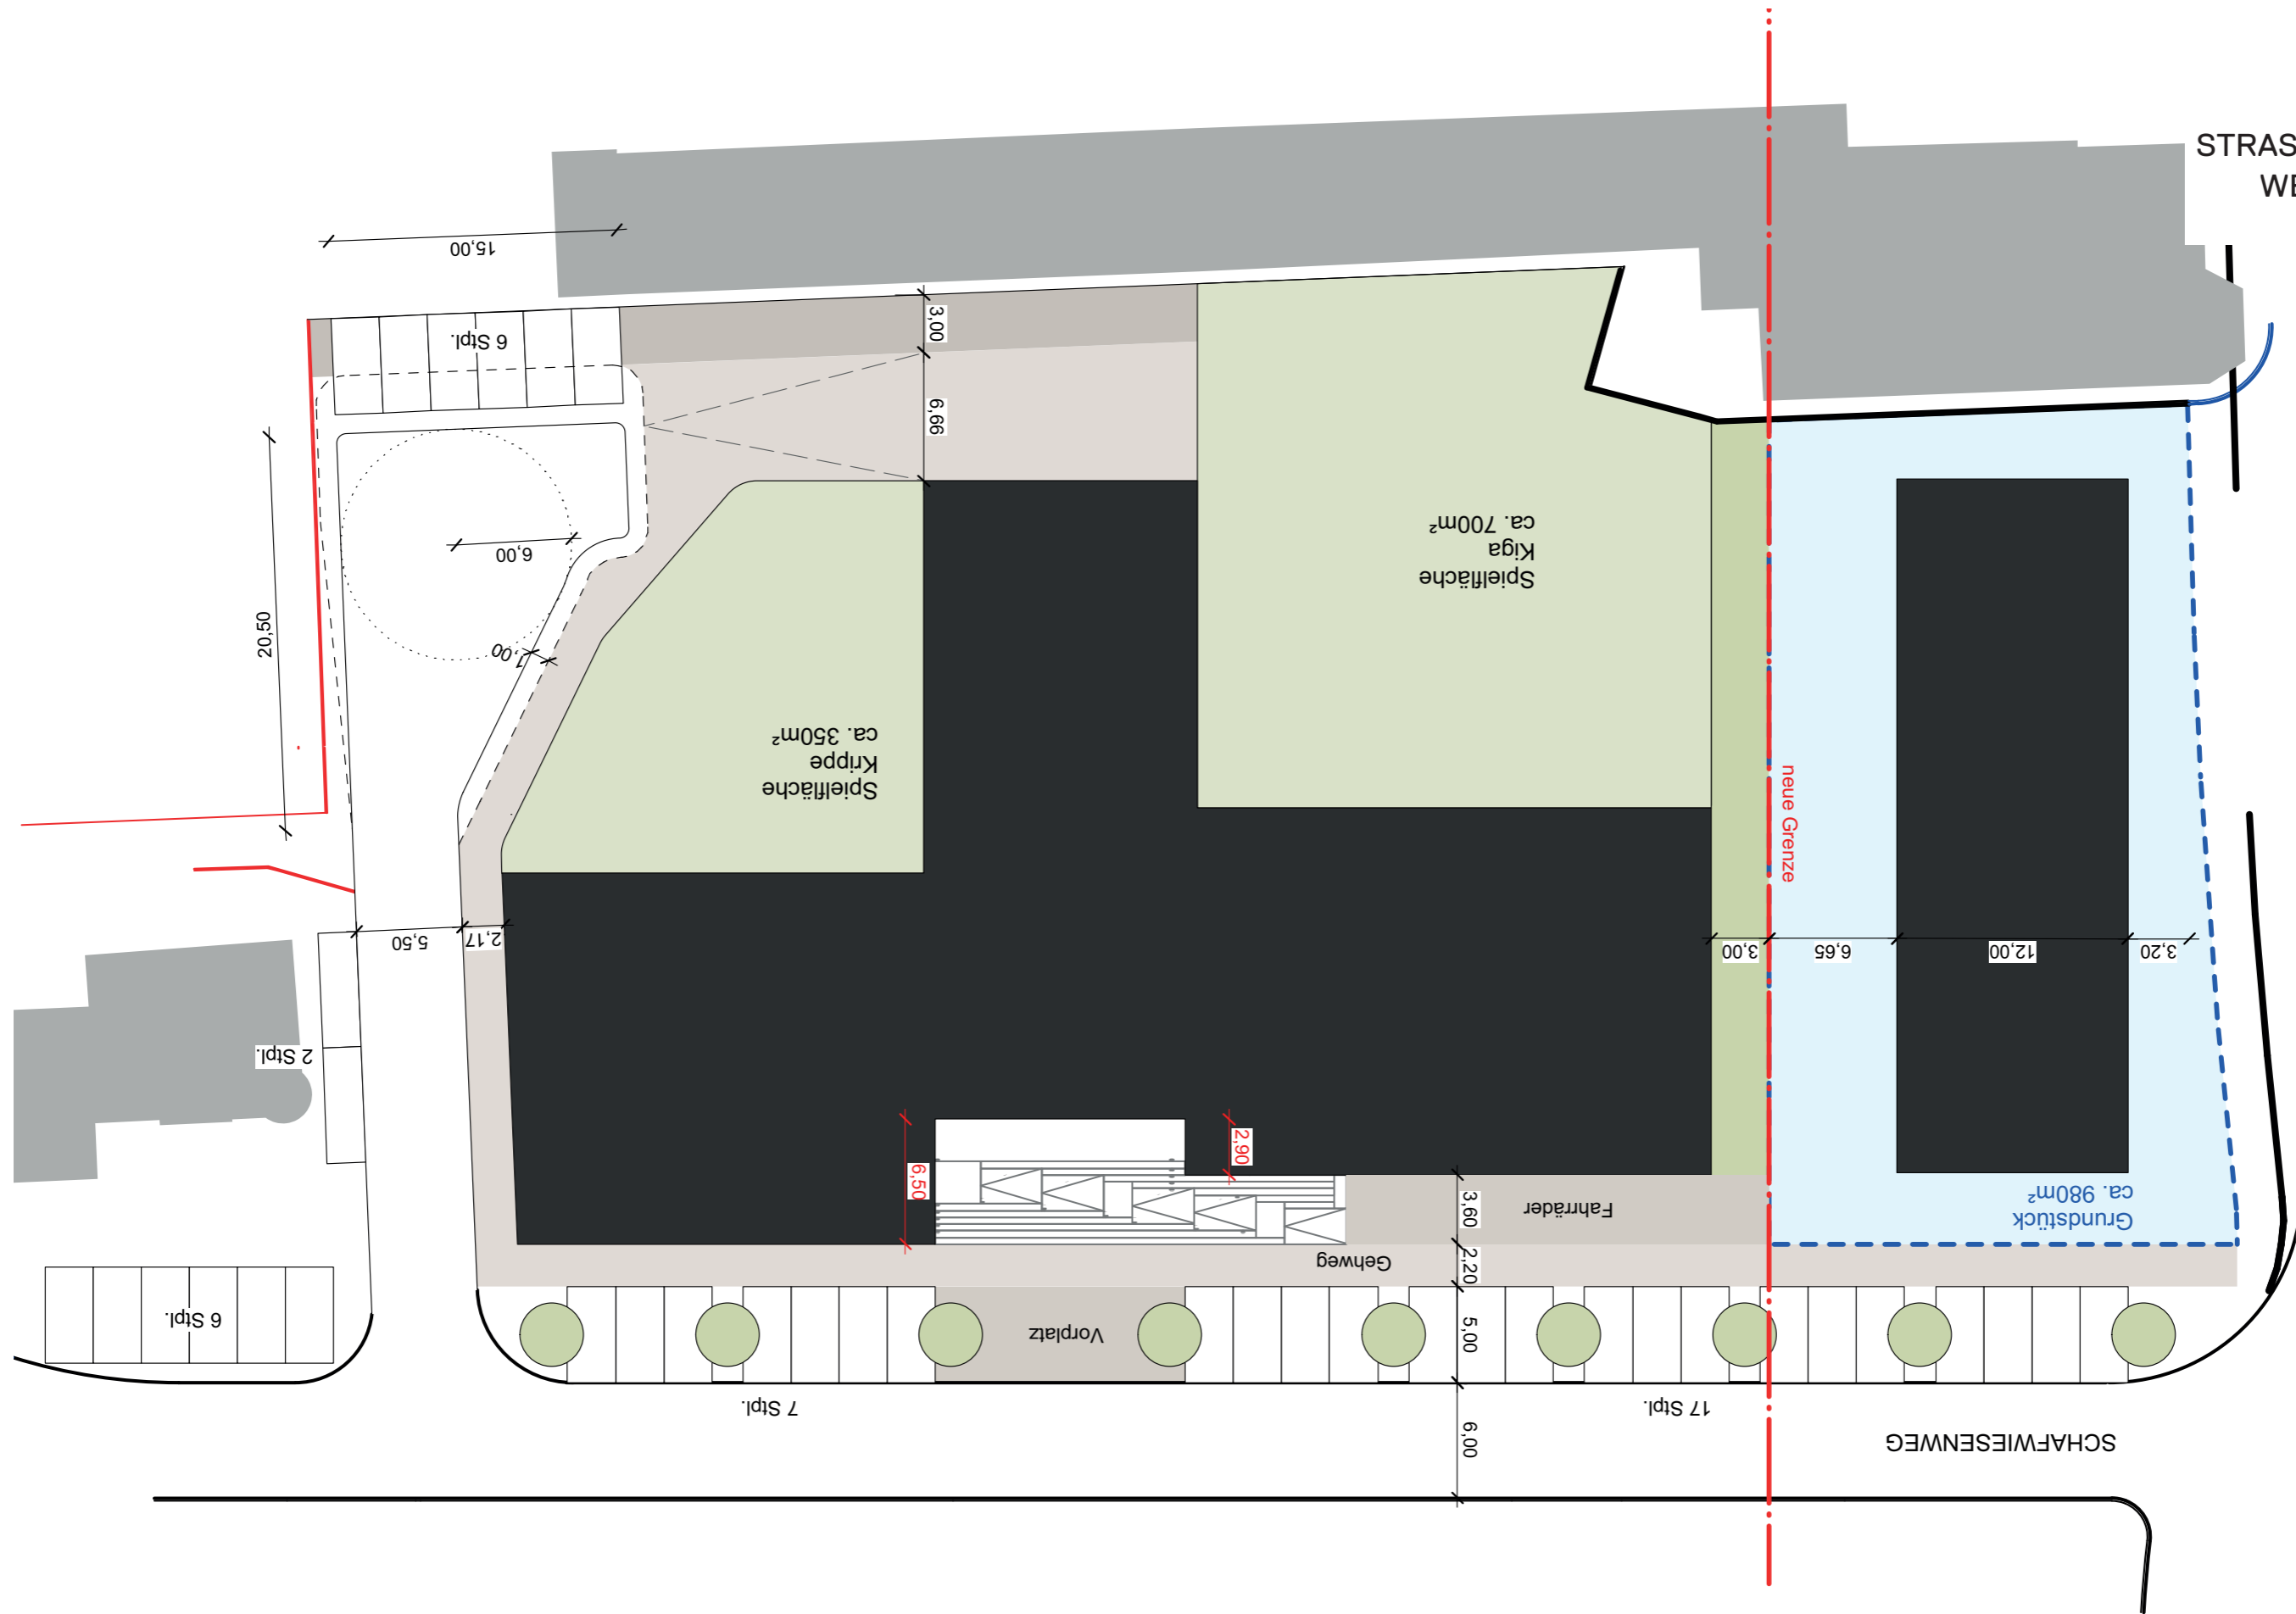 STRAS
WE
15,00
3,00
6 Stpl.
6,66
Spielfläche
Kiga
ca. 700m²
6,00
20,50
1,00
Spielfläche
Krippe
ca. 350m²
neue Grenze
5,50
2,17
3,00
6,65
12,00
3,20
2 Stpl.
2,90
6,50
3,60
Fahrräder
Grundstück
ca. 980m²
Gehweg
2,20
6 Stpl.
Vorplatz
5,00
7 Stpl.
17 Stpl.
6,00
SCHAFWIESENWEG